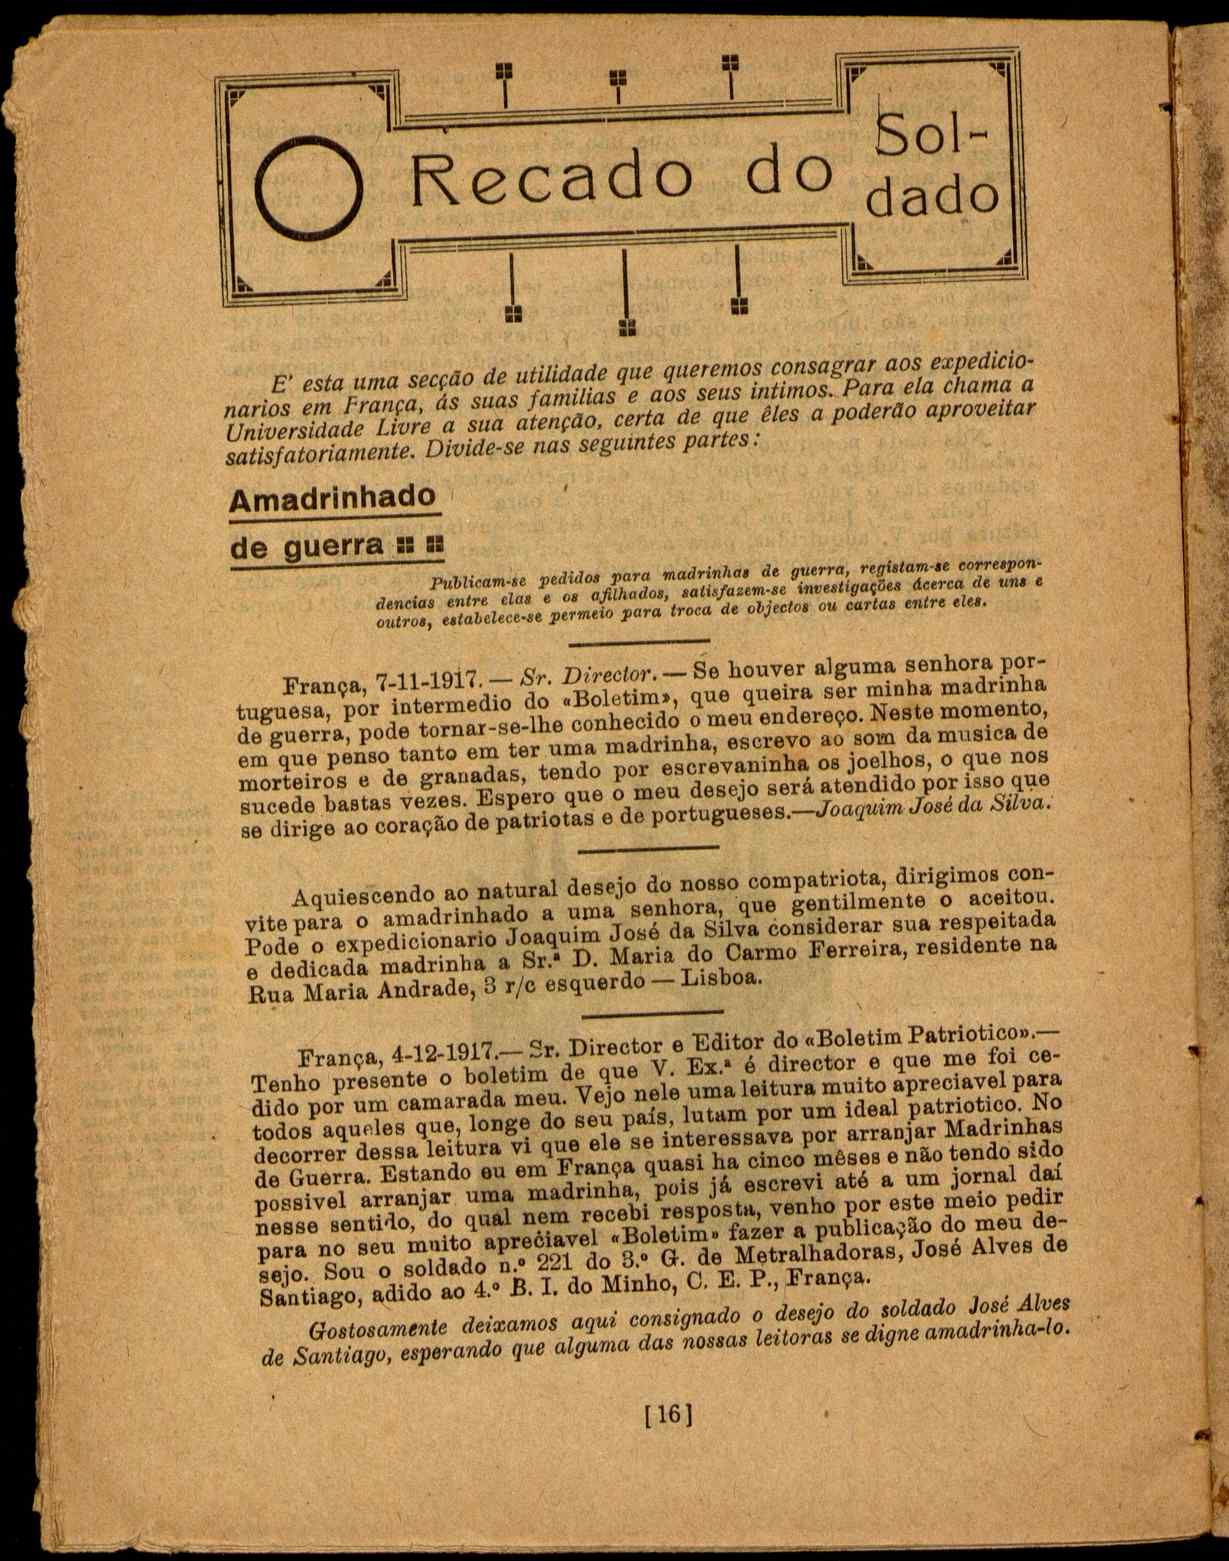 O Recado do Sol-
dado
E' esta uma secção de utilidade que queremos consagrar aos expedicio-
narios em França, ás suas familias e aos seus intimos. Para ela chama a
Universidade Livre a sua atenção, certa de que êles a poderão aproveitar
satisfatoriamente. Divide-se nas seguintes partes:
Amadrinhado
de guerra
Publicam-se pedidos para madrinhas de guerra, registam-se correspon-
dencias entre elas e os afilhados, satisfazem-se investigações ácerca de uns e
outros, estabelece-se permeio para troca de objectos ou cartas entre eles.
França, 7-11-1917. — Sr. Director. — Se houver alguma senhora por-
tuguesa, por intermedio do «Boletim», que queira ser minha madrinha
de guerra, pode tornar-se-lhe conhecido o meu endereço. Neste momento,
em que penso tanto em ter uma madrinha, escrevo ao som da musica de
morteiros e de granadas, tendo por escrevaninha os joelhos, o que nos
sucede bastas vezes. Espero que o meu desejo será atendido por isso que
se dirige ao coração de patriotas e de portugueses.—Joaquim José da Silva.
Aquiescendo ao natural desejo do nosso compatriota, dirigimos con-
vite para o amadrinhado a uma senhora, que gentilmente o aceitou.
Pode o expedicionario Joaquim José da Silva considerar sua respeitada
e dedicada madrinha a Sr.ª D. Maria do Carmo Ferreira, residente na
Rua Maria Andrade, 3 r/c esquerdo — Lisboa.
França, 4-12-1917.— Sr. Director e Editor do «Boletim Patriotico».—
Tenho presente o boletim de que V. Ex.ª é director e que me foi ce-
dido por um camarada meu. Vejo nele uma leitura muito apreciavel para
todos aqueles que, longe do seu país, lutam por um ideal patriotico. No
decorrer dessa leitura vi que ele se interessava por arranjar Madrinhas
de Guerra. Estando eu em França quasi ha cinco mêses e não tendo sido
possivel arranjar uma madrinha, pois já escrevi até a um jornal daí
nesse sentido, do qual nem recebi resposta, venho por este meio pedir
para no seu muito apreciavel «Boletim» fazer a publicação do meu de-
sejo. Sou o soldado n.º 221 do 3.º G. de Metralhadoras, José Alves de
Santiago, adido ao 4.º B. I. do Minho, C. E. P., França.
Gostosamente deixamos aqui consignado o desejo do soldado José Alves
de Santiago, esperando que alguma das nossas leitoras se digne amadrinha-lo.
[16]